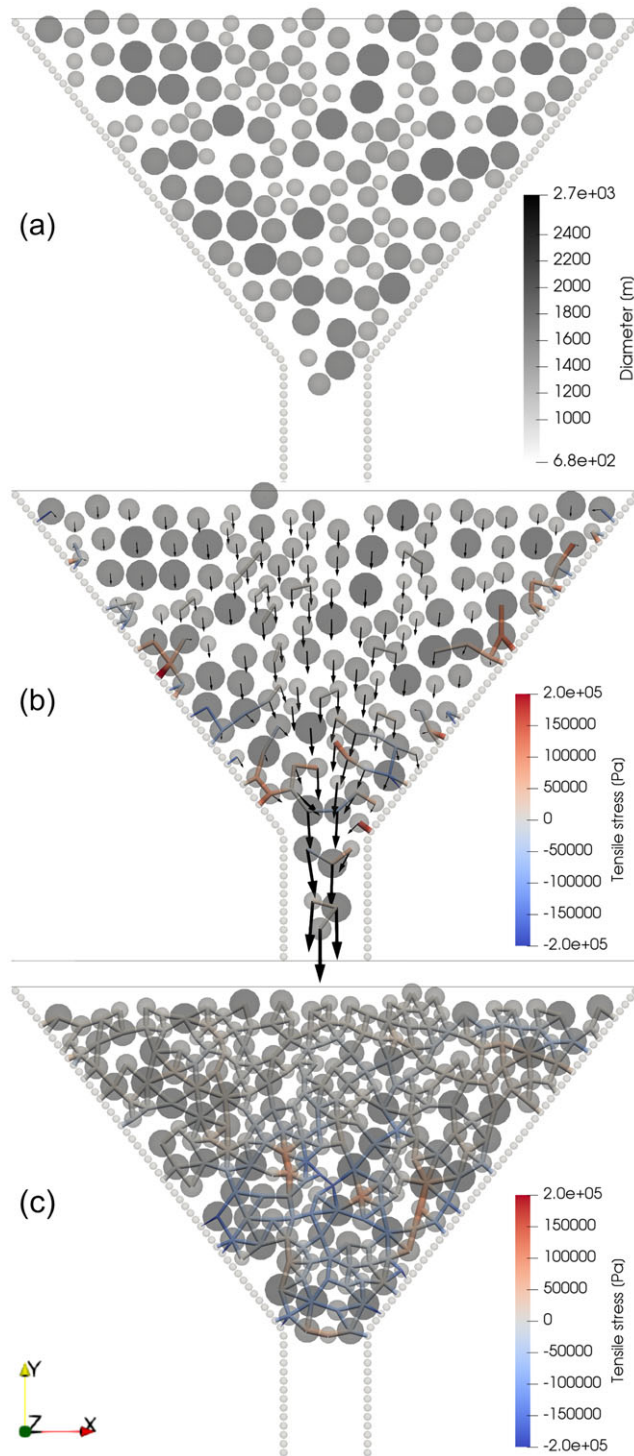 (a)
2.7e+03
2400
2200
2000
1800
1600
1400
1200
1000
6.8e+02
Diameter (m)
(b)
2.0e+05
150000
100000
50000
0
-50000
-100000
-150000
-2.0e+05
Tensile stress (Pa)
(c)
2.0e+05
150000
100000
50000
0
-50000
-100000
-150000
-2.0e+05
Tensile stress (Pa)
Y
Z
X